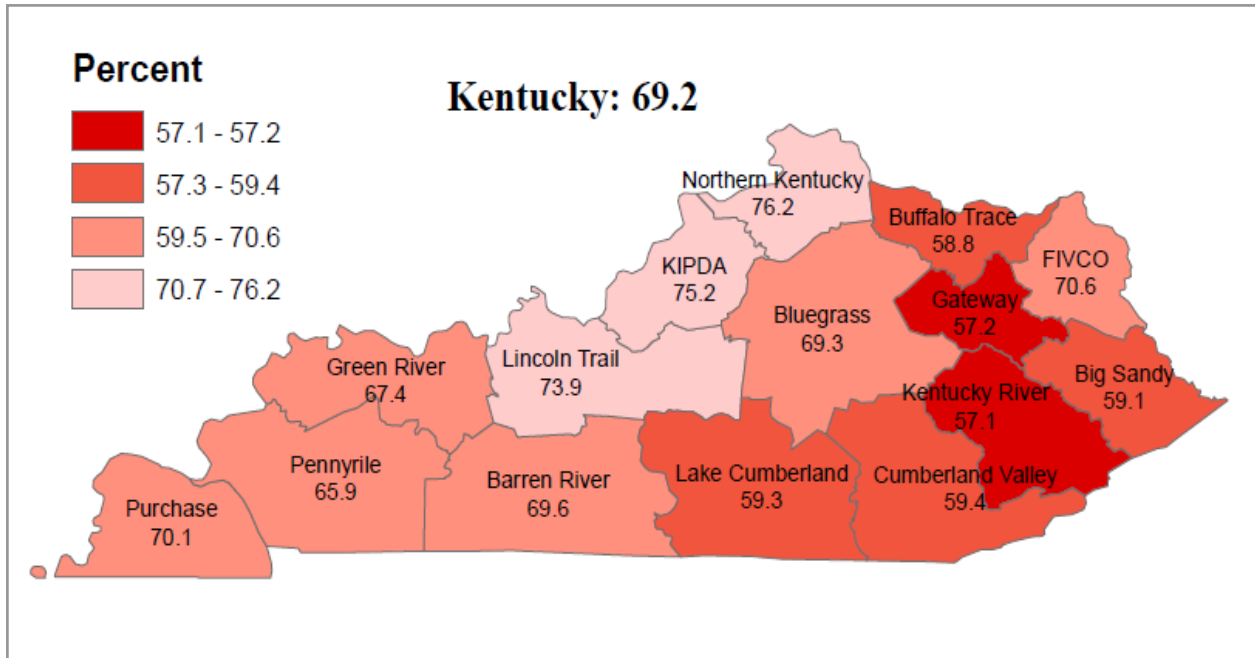 Percent
57.1 - 57.2
57.3 - 59.4
59.5 - 70.6
70.7 - 76.2
Kentucky: 69.2
Northern Kentucky
76.2
Buffalo Trace
58.8
FIVCO
70.6
KIPDA
75.2
Gateway
57.2
Bluegrass
69.3
Green River
67.4
Lincoln Trail
73.9
Big Sandy
59.1
Kentucky River
57.1
Pennyrile
65.9
Barren River
69.6
Lake Cumberland
59.3
Cumberland Valley
59.4
Purchase
70.1